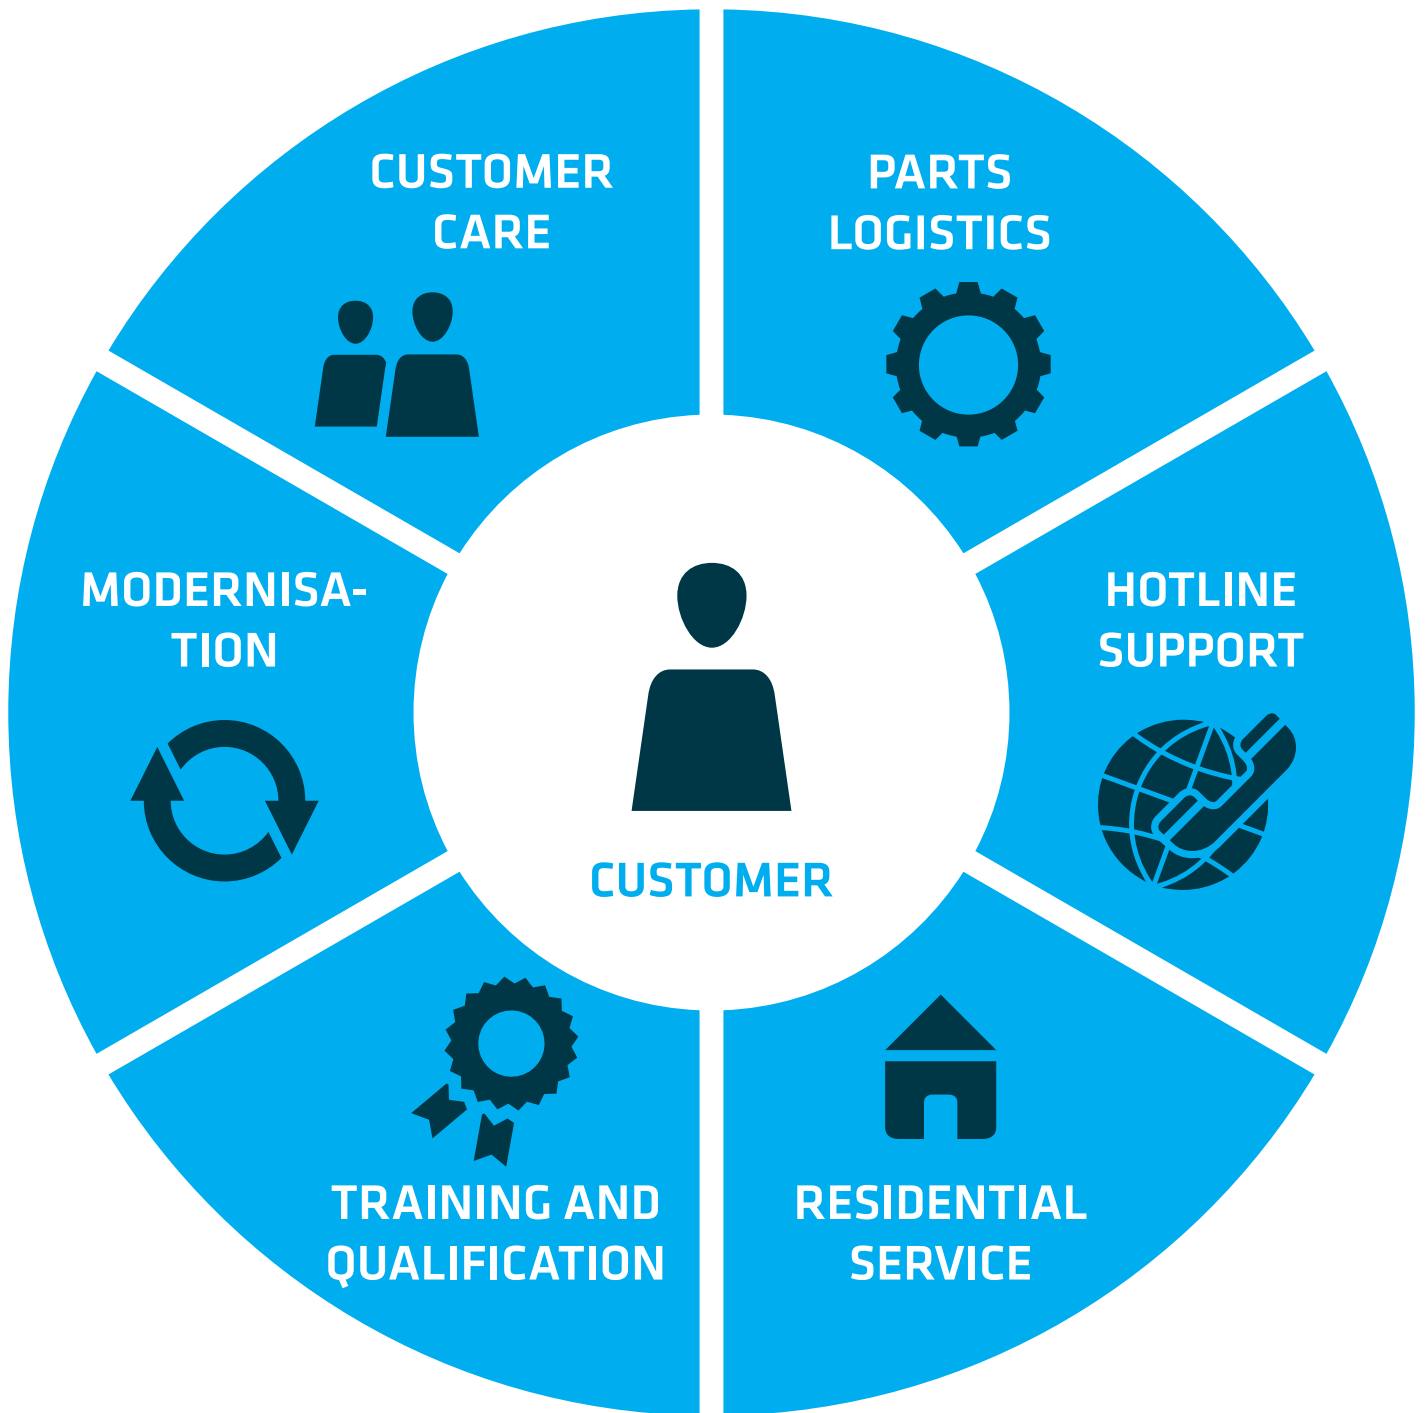 CUSTOMER
CARE
PARTS
LOGISTICS
MODERNISA-
TION
HOTLINE
SUPPORT
CUSTOMER
TRAINING AND
QUALIFICATION
RESIDENTIAL
SERVICE